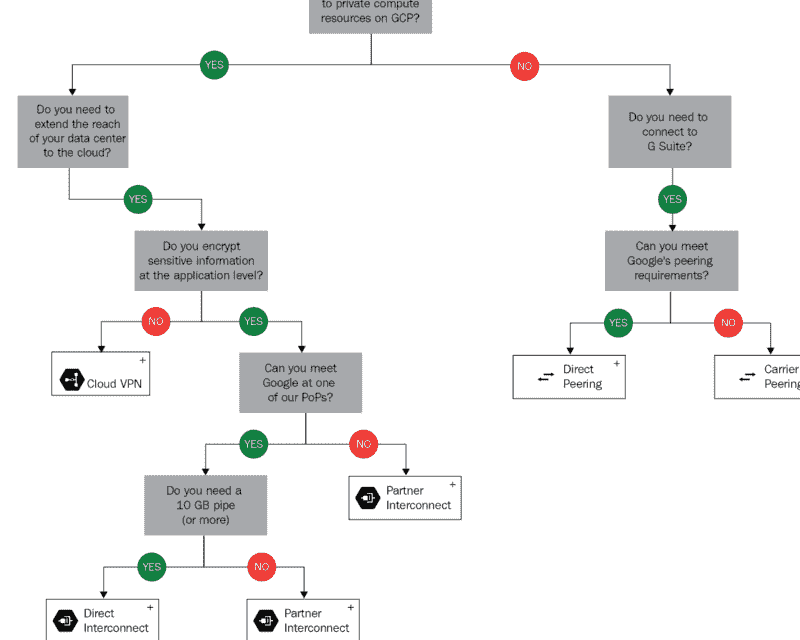 to private compute
resources on GCP?
YES
NO
Do you need to
extend the reach
of your data center
to the cloud?
Do you need to
connect to
G Suite?
YES
YES
Do you encrypt
sensitive information
at the application level?
Can you meet
Google's peering
requirements?
NO
YES
YES
NO
Cloud VPN
+
Can you meet
Google at one
of our PoPs?
Direct
Peering
+
Carrier
Peering
YES
NO
Do you need a
10 GB pipe
(or more)
Partner
Interconnect
+
YES
NO
Direct
Interconnect
+
Partner
Interconnect
+